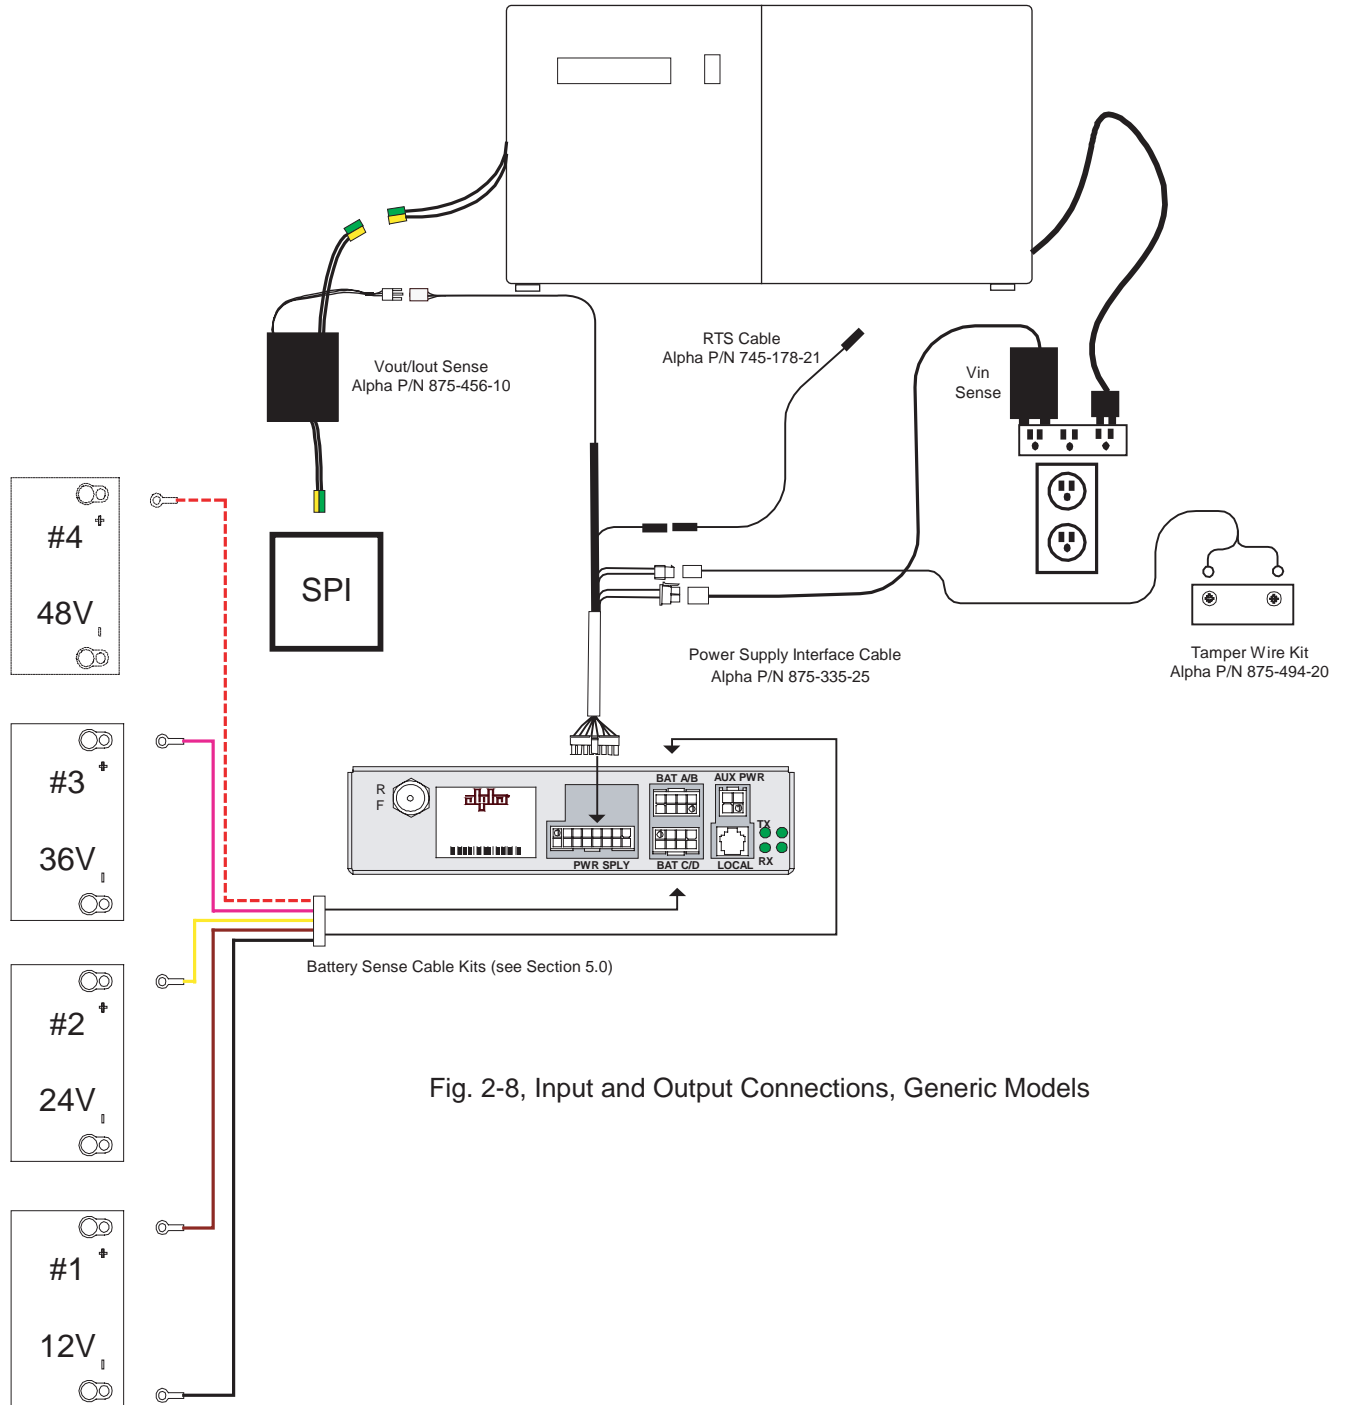 RTS Cable
Alpha P/N 745-178-21
Vout/Iout Sense
Alpha P/N 875-456-10
Vin
Sense
#4
+
48V
-
SPI
Power Supply Interface Cable
Alpha P/N 875-335-25
Tamper Wire Kit
Alpha P/N 875-494-20
#3
+
36V
-
R
F
alpha
BAT A/B
AUX PWR
TX
RX
PWR SPLY
BAT C/D
LOCAL
Battery Sense Cable Kits (see Section 5.0)
#2
+
24V
-
Fig. 2-8, Input and Output Connections, Generic Models
#1
+
12V
-